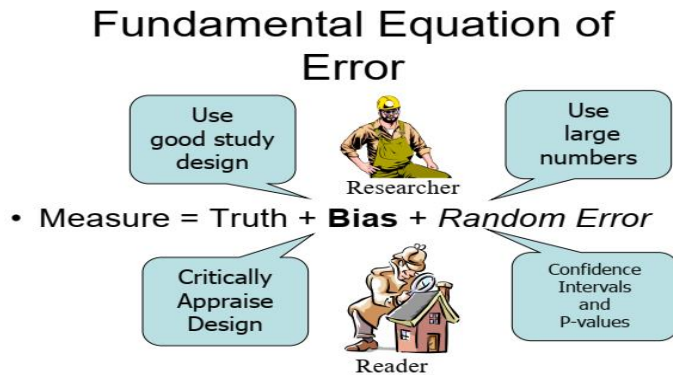 Fundamental Equation of
Error
Use
good study
design
Use
large
numbers
Researcher
• Measure = Truth + Bias + Random Error
Critically
Appraise
Design
Confidence
Intervals
and
P-values
Reader